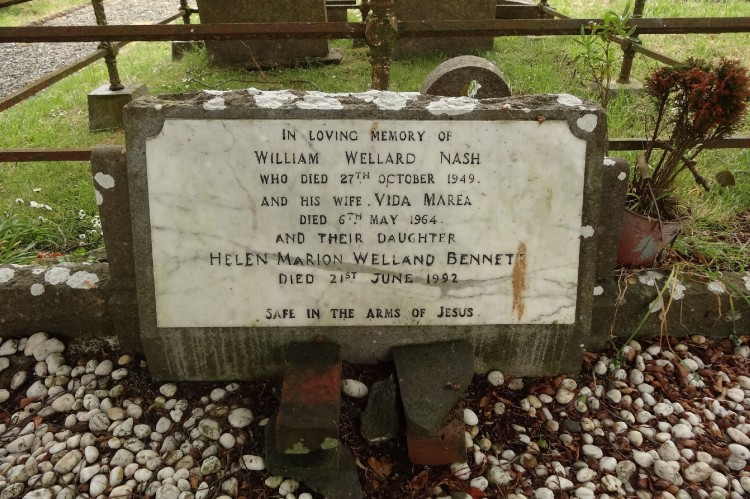 IN LOVING MEMORY OF
WILLIAM WELLARD NASH
WHO DIED 27TH OCTOBER 1949.
AND HIS WIFE, VIDA MAREA
DIED 6TH MAY 1964.
AND THEIR DAUGHTER
HELEN MARION WELLAND BENNETT
DIED 21ST JUNE 1992
SAFE IN THE ARMS OF JESUS.